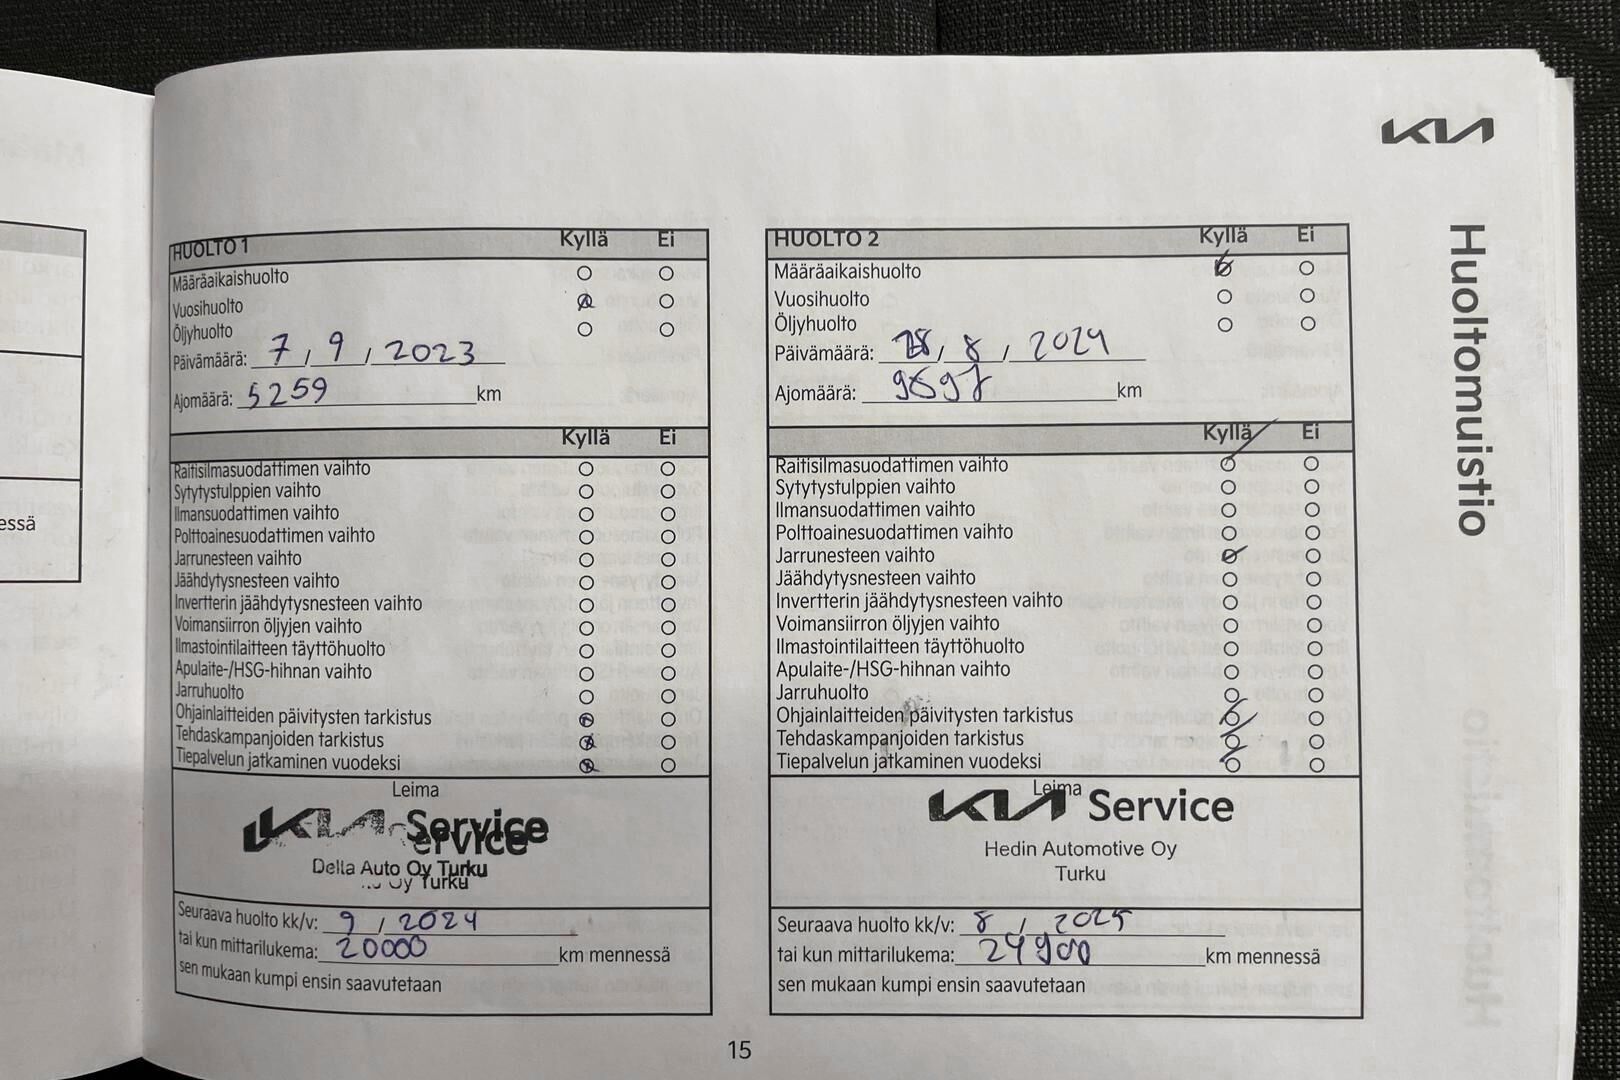 KIA
Huoltomuistio
essä
HUOLTO 1 Kyllä Ei
Määräaikaishuolto
Vuosihuolto
Öljyhuolto
Päivämäärä: 7 / 9 / 2023
Ajomäärä: 5259 km
Kyllä Ei
Raitisilmasuodattimen vaihto
Sytytystulppien vaihto
Ilmansuodattimen vaihto
Polttoainesuodattimen vaihto
Jarrunesteen vaihto
Jäähdytysnesteen vaihto
Invertterin jäähdytysnesteen vaihto
Voimansiirron öljyjen vaihto
Ilmastointilaitteen täyttöhuolto
Apulaite-/HSG-hihnan vaihto
Jarruhuolto
Ohjainlaitteiden päivitysten tarkistus
Tehdaskampanjoiden tarkistus
Tiepalvelun jatkaminen vuodeksi
Leima
KIA Service
Delta Auto Oy Turku
Oy Turku
Seuraava huolto kk/v: 9 / 2024
tai kun mittarilukema: 20000 km mennessä
sen mukaan kumpi ensin saavutetaan
HUOLTO 2 Kyllä Ei
Määräaikaishuolto
Vuosihuolto
Öljyhuolto
Päivämäärä: / 8 / 2024
Ajomäärä: km
Kyllä Ei
Raitisilmasuodattimen vaihto
Sytytystulppien vaihto
Ilmansuodattimen vaihto
Polttoainesuodattimen vaihto
Jarrunesteen vaihto
Jäähdytysnesteen vaihto
Invertterin jäähdytysnesteen vaihto
Voimansiirron öljyjen vaihto
Ilmastointilaitteen täyttöhuolto
Apulaite-/HSG-hihnan vaihto
Jarruhuolto
Ohjainlaitteiden päivitysten tarkistus
Tehdaskampanjoiden tarkistus
Tiepalvelun jatkaminen vuodeksi
Leima
KIA Service
Hedin Automotive Oy
Turku
Seuraava huolto kk/v: 8 / 2025
tai kun mittarilukema: 24900 km mennessä
sen mukaan kumpi ensin saavutetaan
15